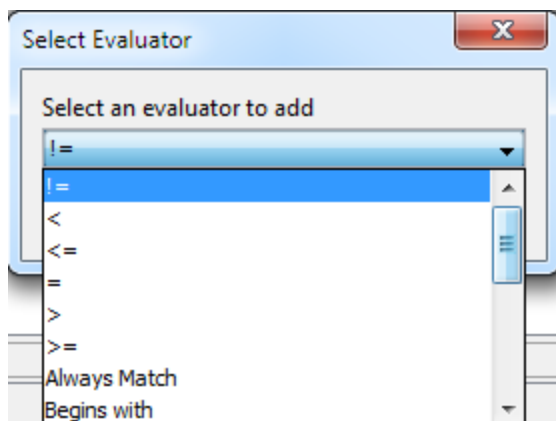 Select Evaluator
Select an evaluator to add
!=
!=
<
<=
=
>
>=
Always Match
Begins with